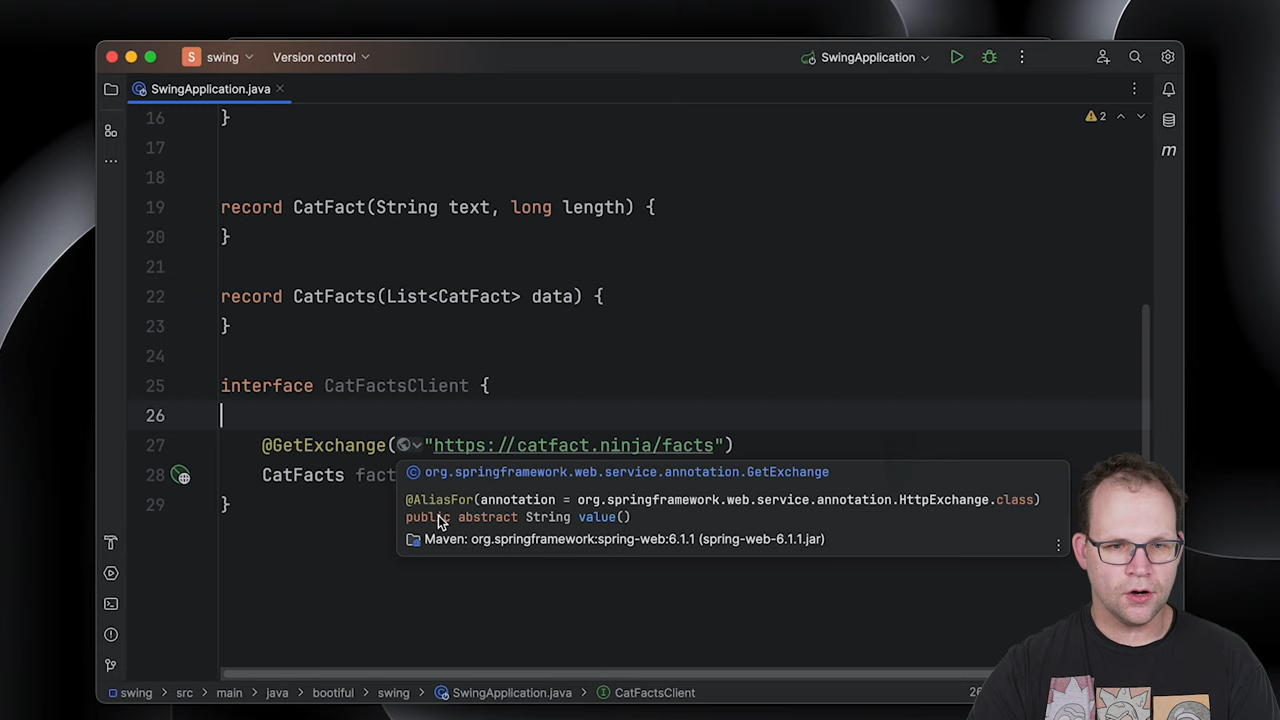 S swing Version control SwingApplication
SwingApplication.java
16 }
2
17
18
19 record CatFact(String text, long length) {
20 }
21
22 record CatFacts(List<CatFact> data) {
23 }
24
25 interface CatFactsClient {
26
27 @GetExchange("https://catfact.ninja/facts")
28 CatFacts fact
29 }
org.springframework.web.service.annotation.GetExchange
@AliasFor(annotation = org.springframework.web.service.annotation.HttpExchange.class)
public abstract String value()
Maven: org.springframework:spring-web:6.1.1 (spring-web-6.1.1.jar)
m
swing src main java bootiful swing SwingApplication.java CatFactsClient